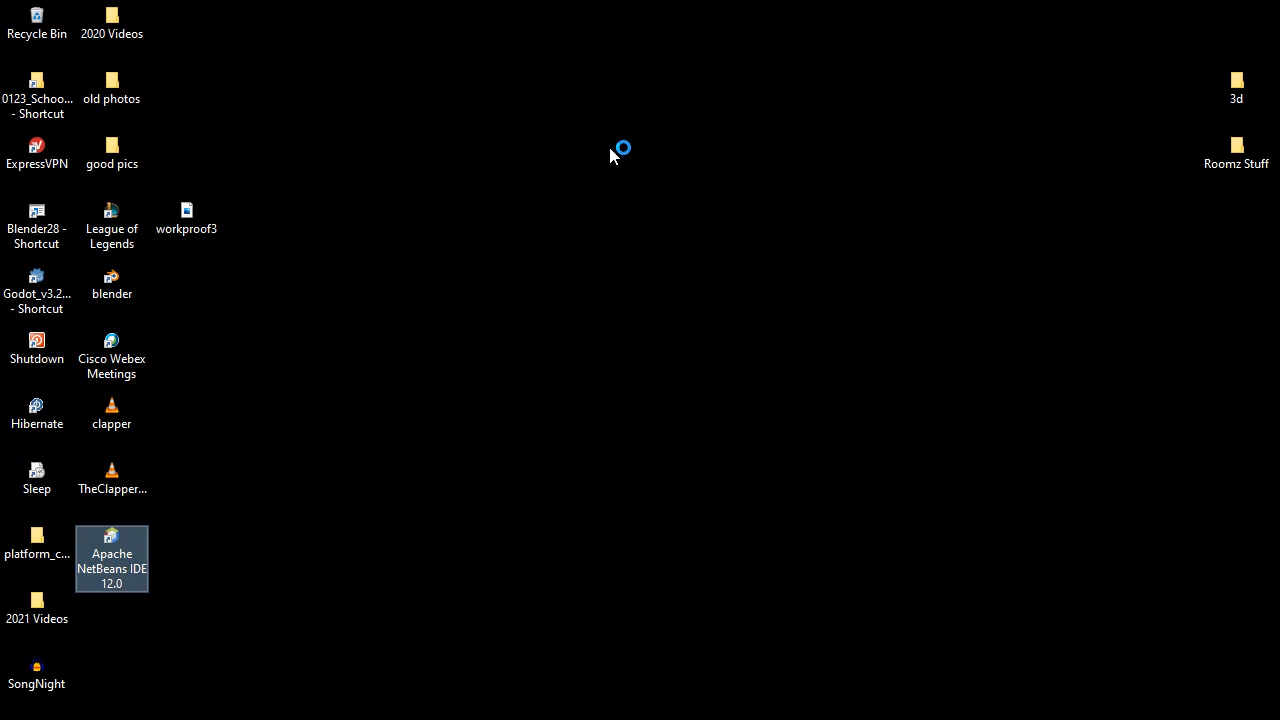 Recycle Bin
2020 Videos
0123_Schoo...
- Shortcut
old photos
3d
ExpressVPN
good pics
Roomz Stuff
Blender28 -
Shortcut
League of
Legends
workproof3
Godot_v3.2...
- Shortcut
blender
Shutdown
Cisco Webex
Meetings
Hibernate
clapper
Sleep
TheClapper...
platform_c...
Apache
NetBeans IDE
12.0
2021 Videos
SongNight